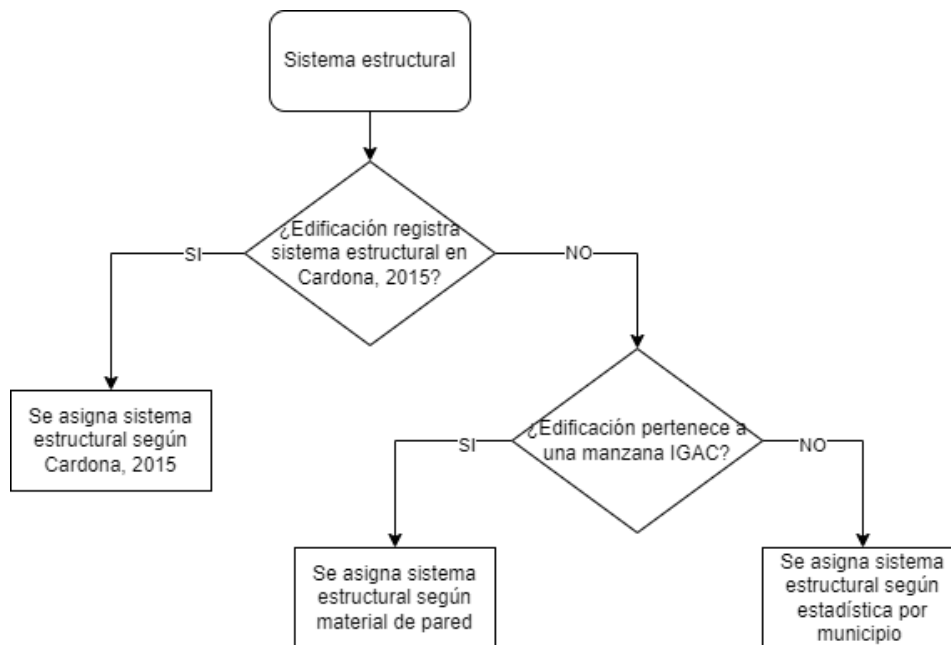 Sistema estructural
¿Edificación registra
sistema estructural en
Cardona, 2015?
SI
NO
Se asigna sistema
estructural según
Cardona, 2015
¿Edificación pertenece a
una manzana IGAC?
SI
NO
Se asigna sistema
estructural según
material de pared
Se asigna sistema
estructural según
estadística por
municipio